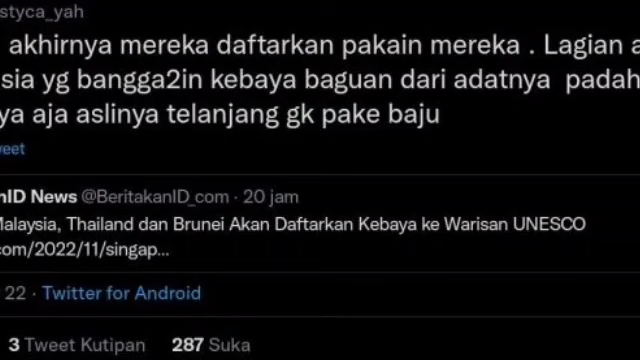 styca_yah
akhirnya mereka daftarkan pakain mereka . Lagian a
sia yg bangga2in kebaya baguan dari adatnya padah
ya aja aslinya telanjang gk pake baju
weet
nID News @BeritakanID_com · 20 jam
Malaysia, Thailand dan Brunei Akan Daftarkan Kebaya ke Warisan UNESCO
com/2022/11/singap...
22 · Twitter for Android
3 Tweet Kutipan 287 Suka